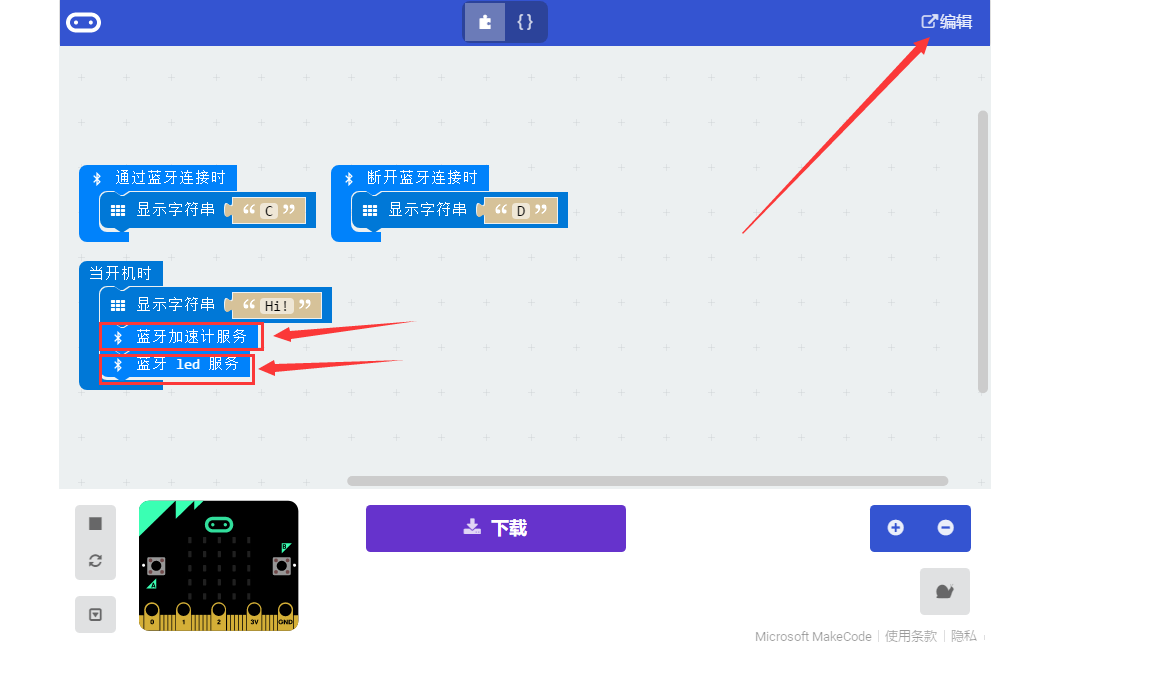 {} 编辑
通过蓝牙连接时
显示字符串 “ C ”
断开蓝牙连接时
显示字符串 “ D ”
当开机时
显示字符串 “ Hi! ”
蓝牙加速计服务
蓝牙 led 服务
下载
B
A
0 1 2 3V GND
Microsoft MakeCode | 使用条款 | 隐私